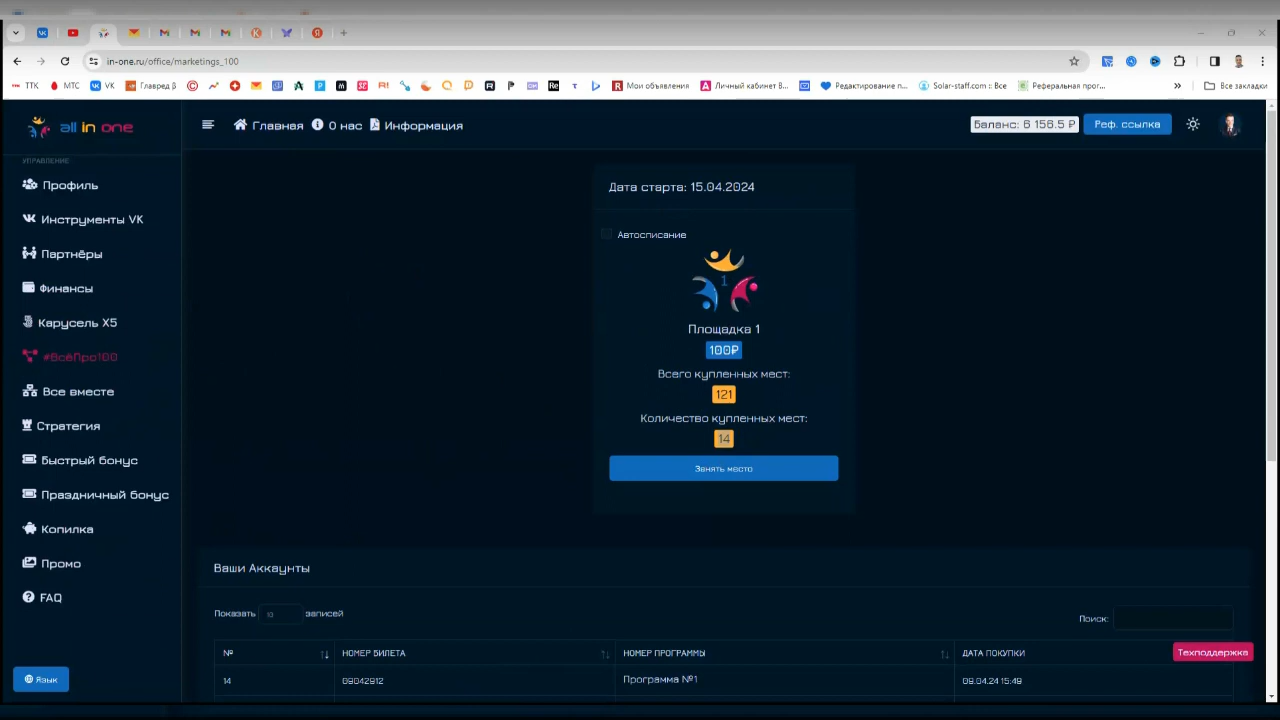 in-one.ru/office/marketings_100
ТТК
МТС
VK
Главред β
Мои объявления
Личный кабинет В...
Редактирование п...
Solar-staff.com :: Все
Реферальная прог...
»
Все закладки
all in one
Главная
О нас
Информация
Баланс: 6 156.5 ₽
Реф. ссылка
УПРАВЛЕНИЕ
Профиль
Инструменты VK
Партнёры
Финансы
Карусель X5
#ВсёПро100
Все вместе
Стратегия
Быстрый бонус
Праздничный бонус
Копилка
Промо
FAQ
Язык
Дата старта: 15.04.2024
Автосписание
1
Площадка 1
100₽
Всего купленных мест:
121
Количество купленных мест:
14
Занять место
Ваши Аккаунты
Показать 10 записей
Поиск:
№ НОМЕР БИЛЕТА НОМЕР ПРОГРАММЫ ДАТА ПОКУПКИ
Техподдержка
14 09042912 Программа №1 09.04.24 15:49